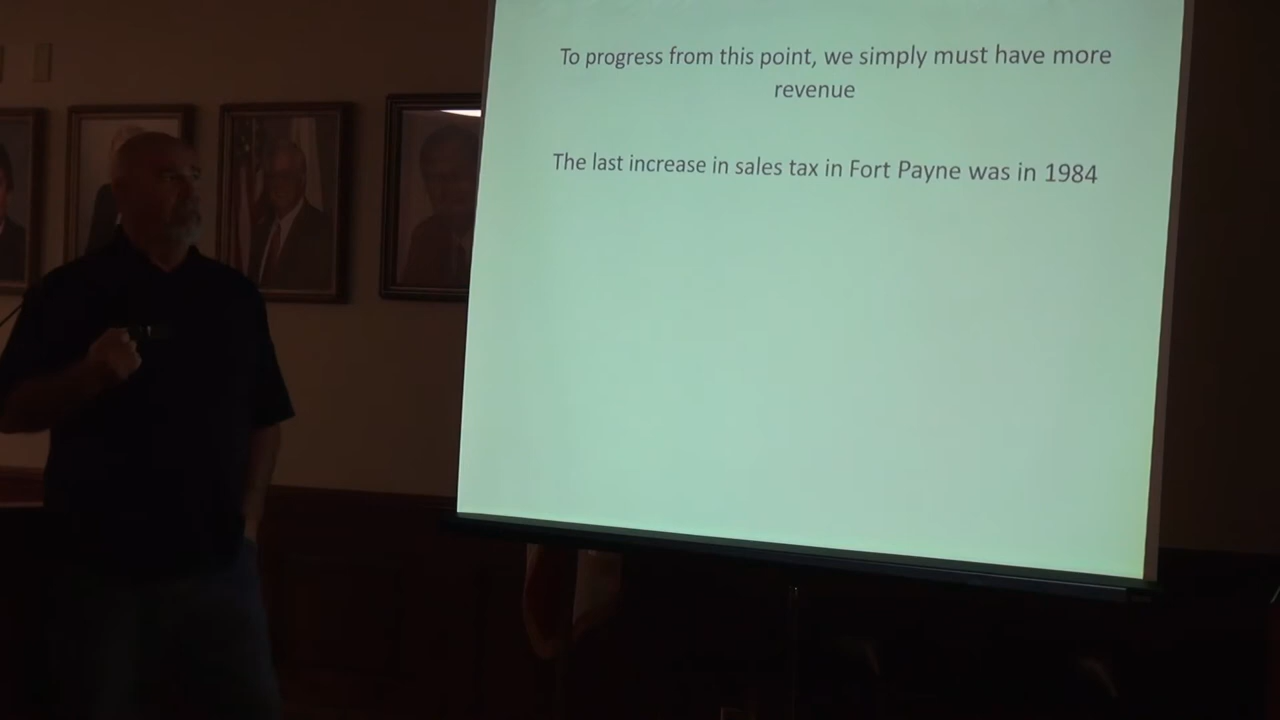 To progress from this point, we simply must have more
revenue
The last increase in sales tax in Fort Payne was in 1984